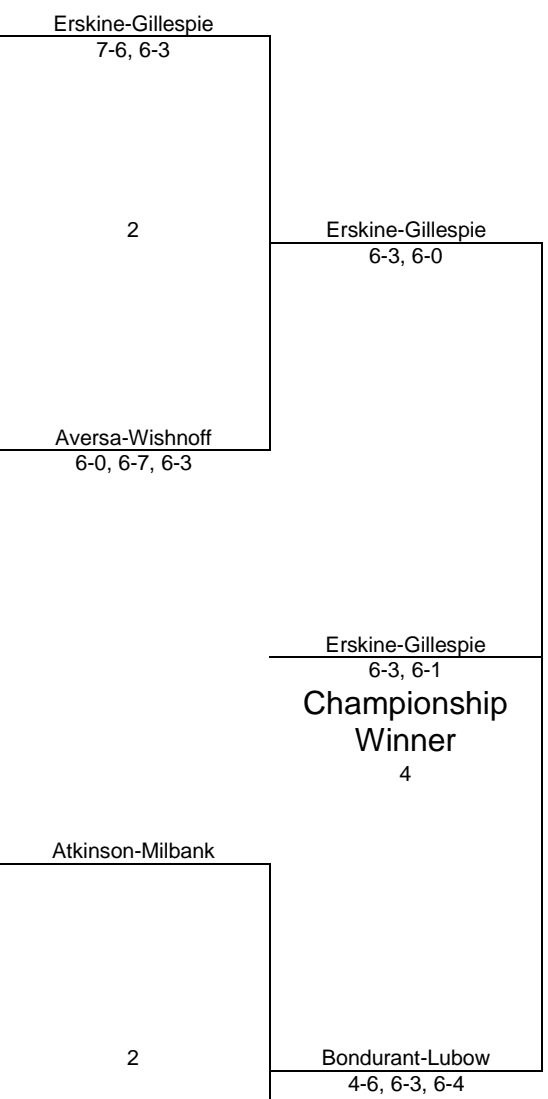 Erskine-Gillespie
7-6, 6-3
2
Erskine-Gillespie
6-3, 6-0
Aversa-Wishnoff
6-0, 6-7, 6-3
Erskine-Gillespie
6-3, 6-1
Championship
Winner
4
Atkinson-Milbank
2
Bondurant-Lubow
4-6, 6-3, 6-4